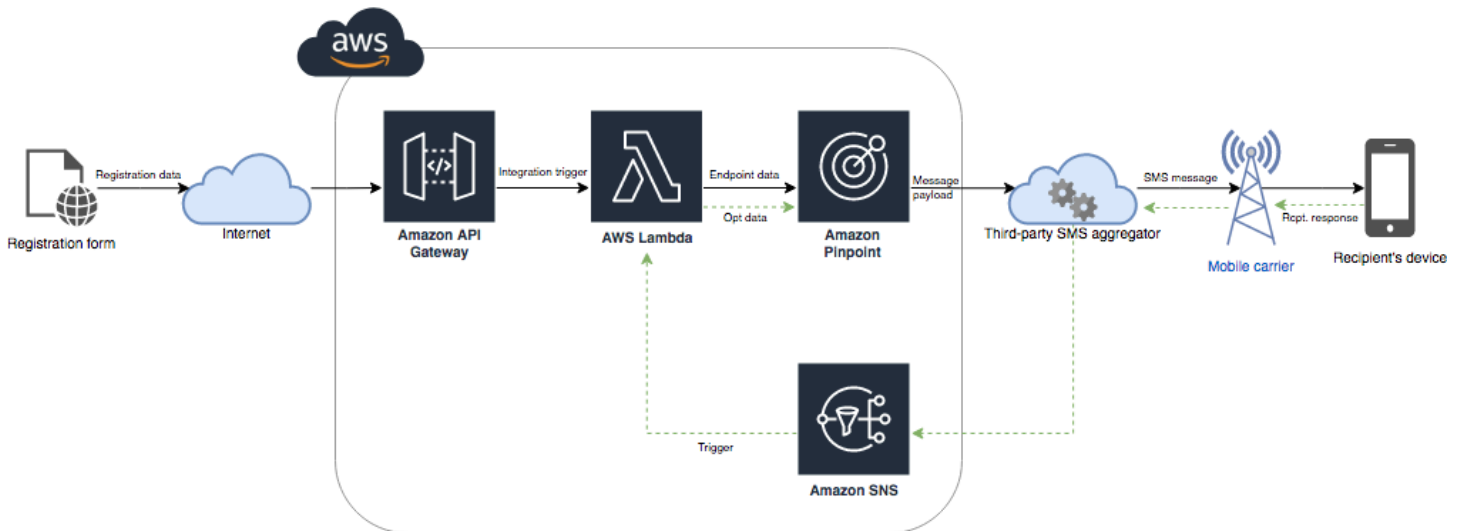 aws
Registration form
Registration data
Internet
Amazon API
Gateway
Integration trigger
AWS Lambda
Endpoint data
Opt data
Amazon
Pinpoint
Message
payload
Third-party SMS aggregator
SMS message
Mobile carrier
Rcpt. response
Recipient's device
Trigger
Amazon SNS